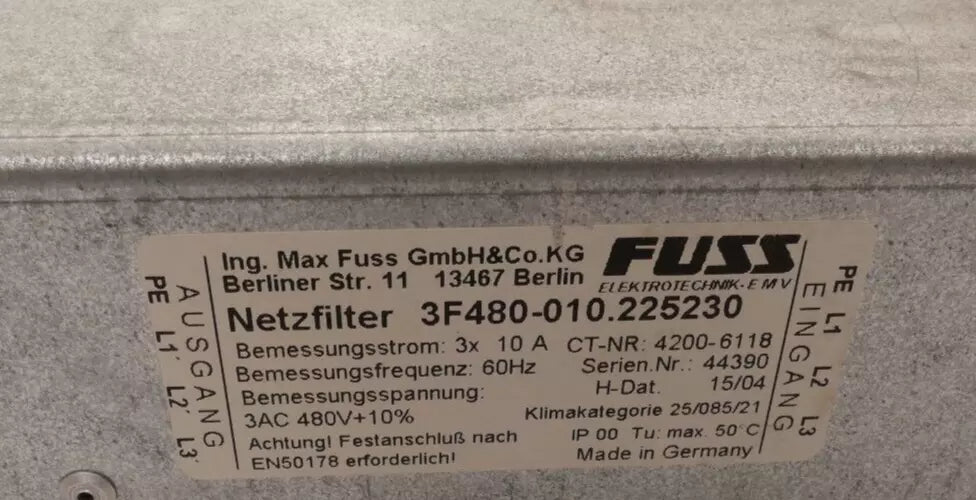 Ing. Max Fuss GmbH&Co.KG
Berliner Str. 11 13467 Berlin
FUSS
ELEKTROTECHNIK-EMV
Netzfilter 3F480-010.225230
Bemessungsstrom: 3x 10 A CT-NR: 4200-6118
Bemessungsfrequenz: 60Hz Serien.Nr.: 44390
Bemessungsspannung: H-Dat. 15/04
3AC 480V+10% Klimakategorie 25/085/21
Achtung! Festanschluß nach IP 00 Tu: max. 50°C
EN50178 erforderlich! Made in Germany
AUSGANG
PE L1' L2' L3'
EINGANG
PE L1 L2 L3